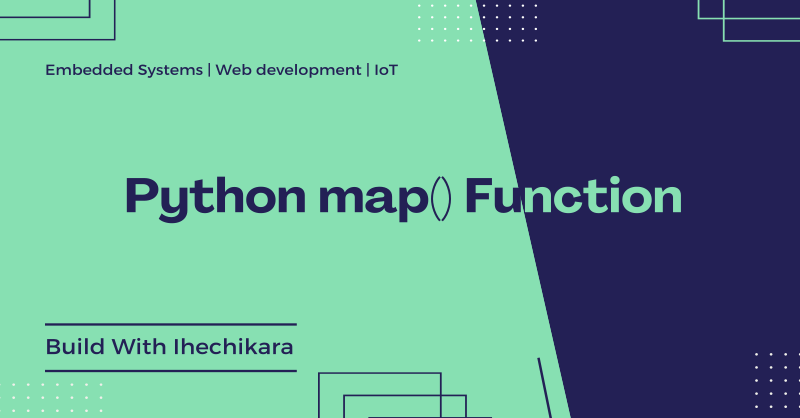 Embedded Systems | Web development | IoT
Python map() Function
Build With Ihechikara